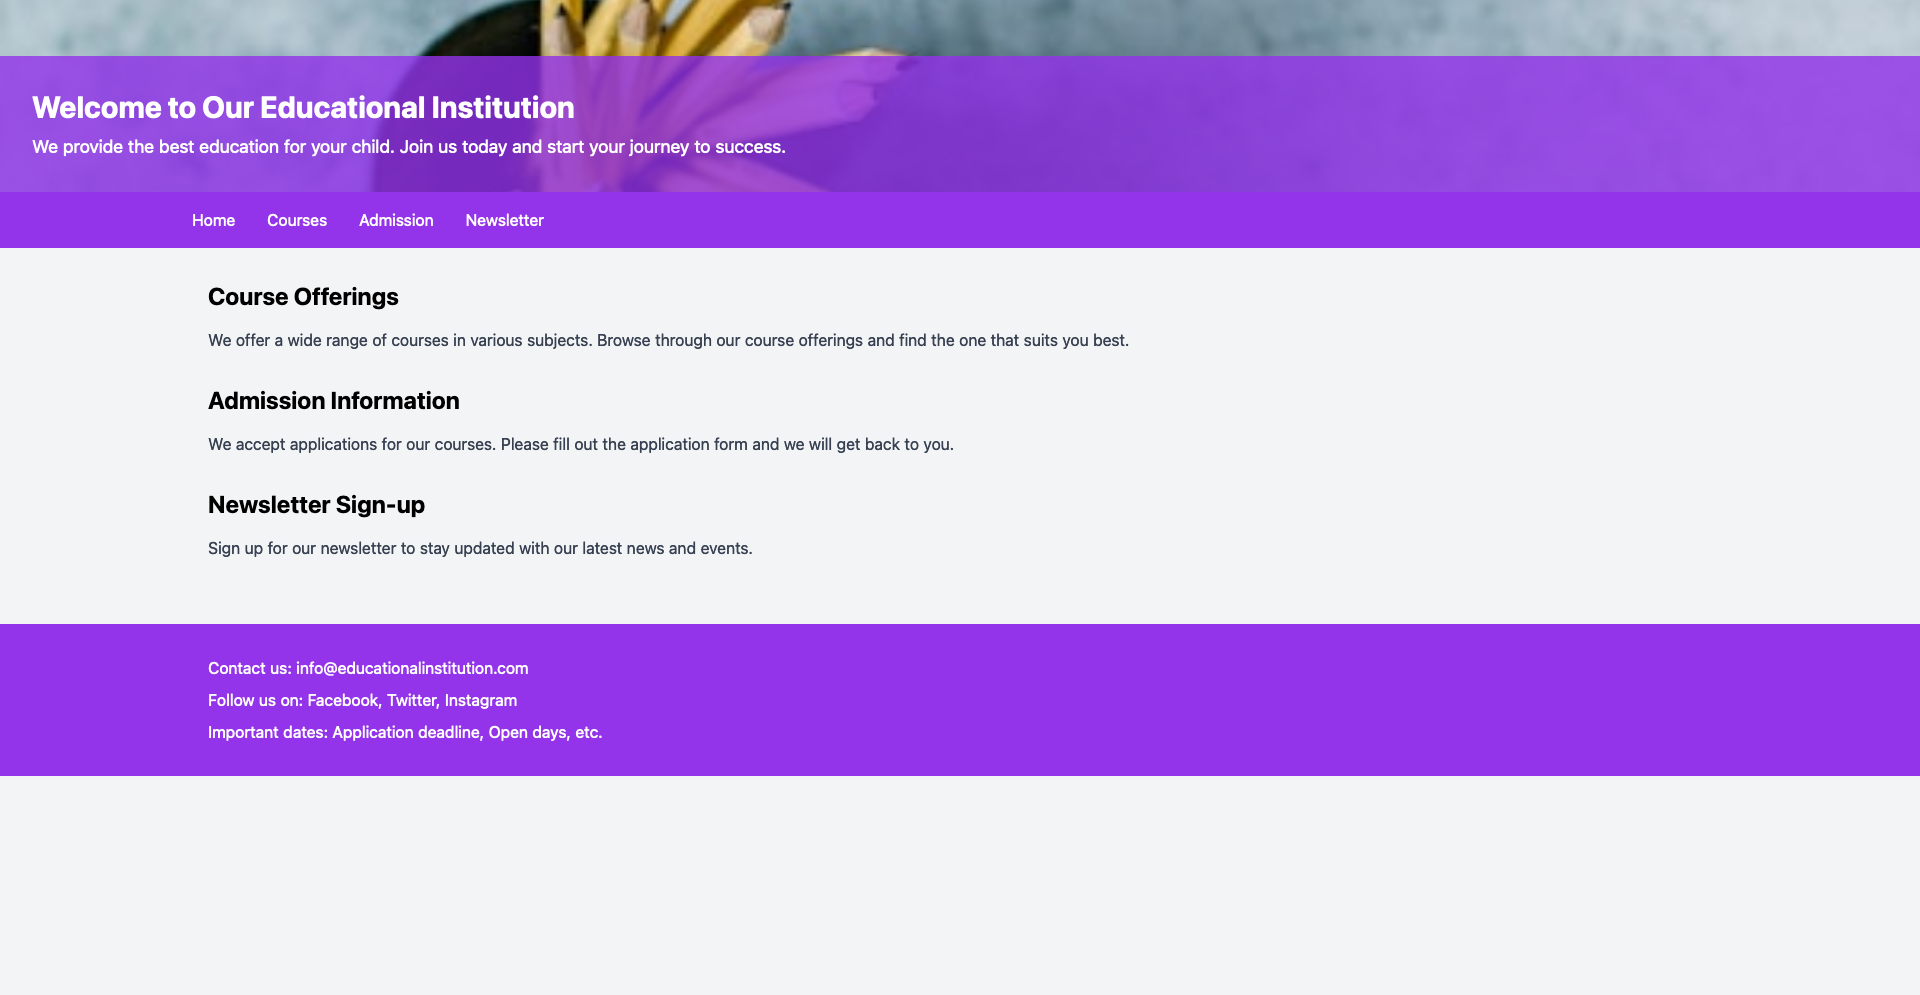 Welcome to Our Educational Institution
We provide the best education for your child. Join us today and start your journey to success.
Home Courses Admission Newsletter
Course Offerings
We offer a wide range of courses in various subjects. Browse through our course offerings and find the one that suits you best.
Admission Information
We accept applications for our courses. Please fill out the application form and we will get back to you.
Newsletter Sign-up
Sign up for our newsletter to stay updated with our latest news and events.
Contact us: info@educationalinstitution.com
Follow us on: Facebook, Twitter, Instagram
Important dates: Application deadline, Open days, etc.